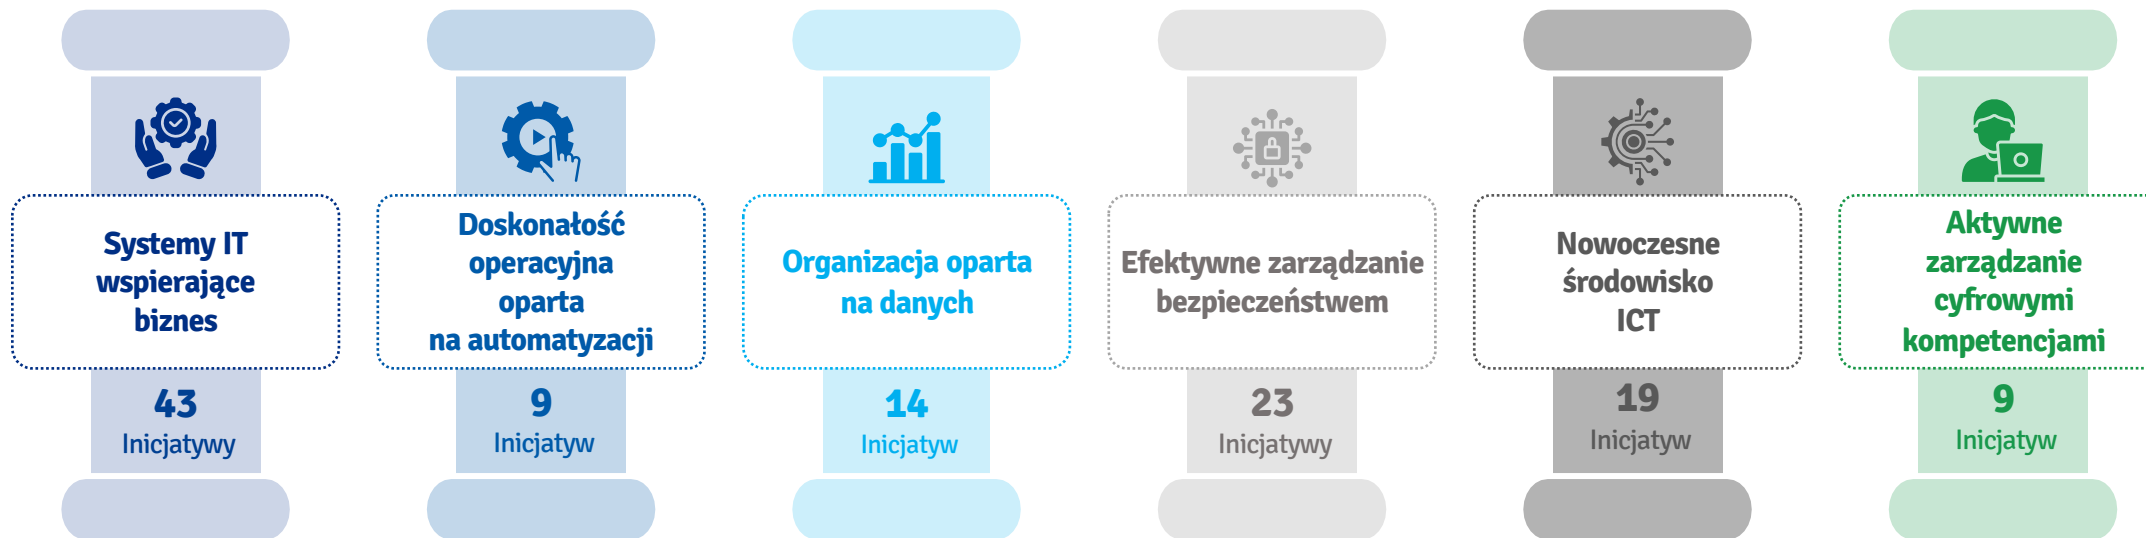 Systemy IT
wspierające
biznes
43
Inicjatywy
Doskonałość
operacyjna
oparta
na automatyzacji
9
Inicjatyw
Organizacja oparta
na danych
14
Inicjatyw
Efektywne zarządzanie
bezpieczeństwem
23
Inicjatywy
Nowoczesne
środowisko
ICT
19
Inicjatyw
Aktywne
zarządzanie
cyfrowymi
kompetencjami
9
Inicjatyw